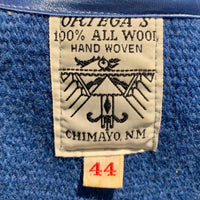 ORTEGA'S
100% ALL WOOL
HAND WOVEN
CHIMAYO, N.M
44